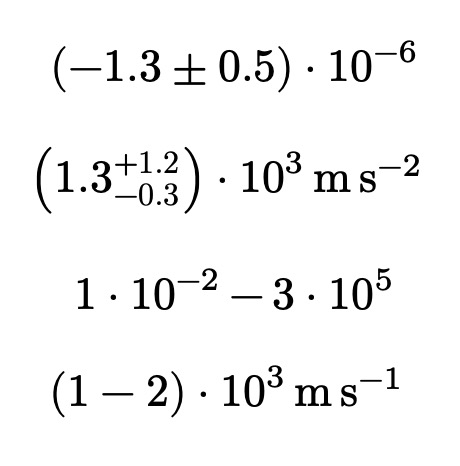 (−1.3 ± 0.5) · 10⁻⁶
(1.3⁺¹·²₋₀.₃) · 10³ m s⁻²
1 · 10⁻² − 3 · 10⁵
(1 − 2) · 10³ m s⁻¹